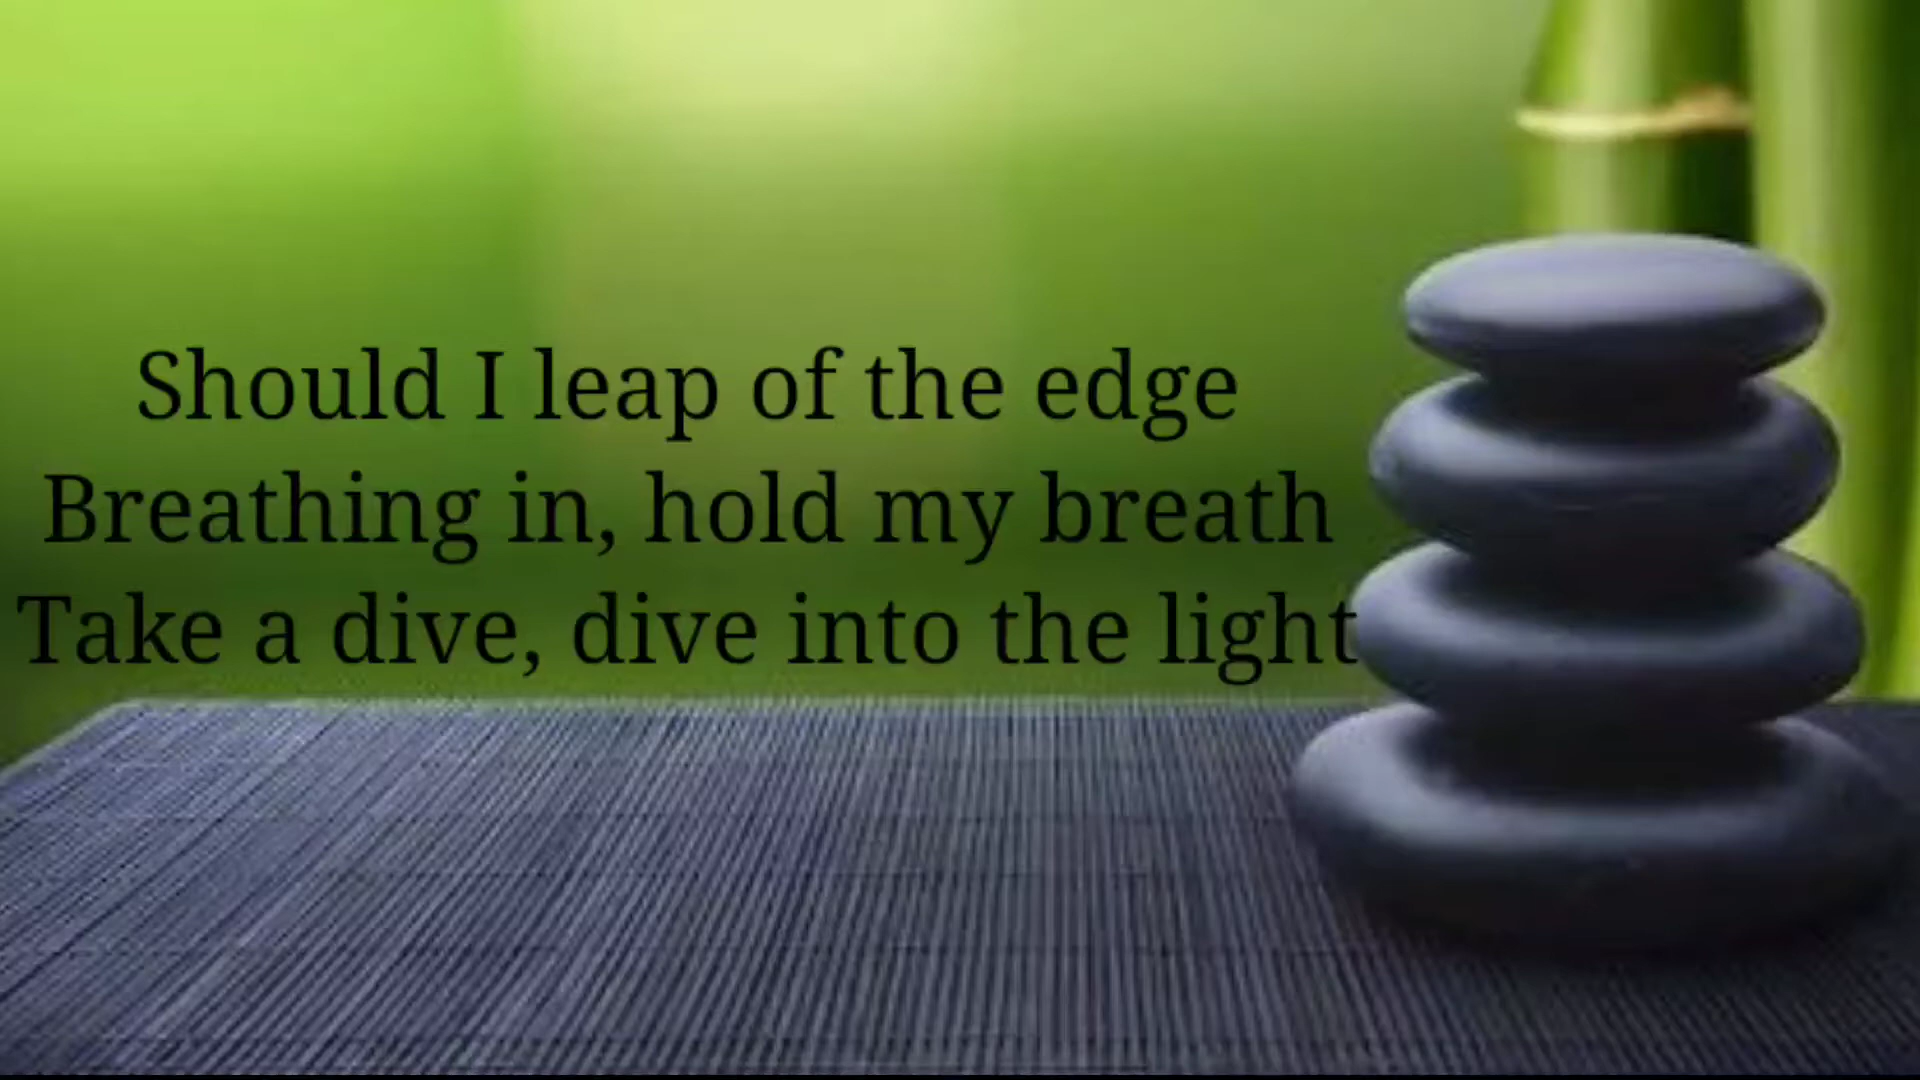 Should I leap of the edge
Breathing in, hold my breath
Take a dive, dive into the light